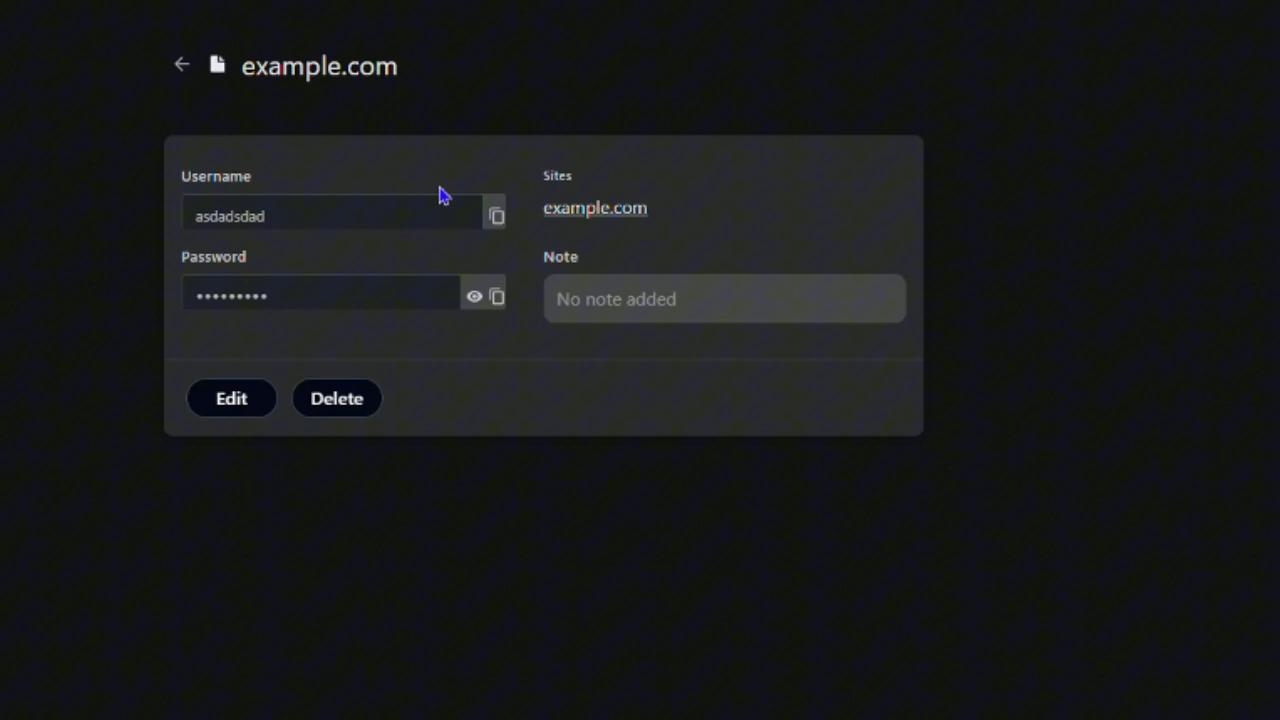 example.com
Username
asdadsdad
Password
•••••••••
Sites
example.com
Note
No note added
Edit
Delete